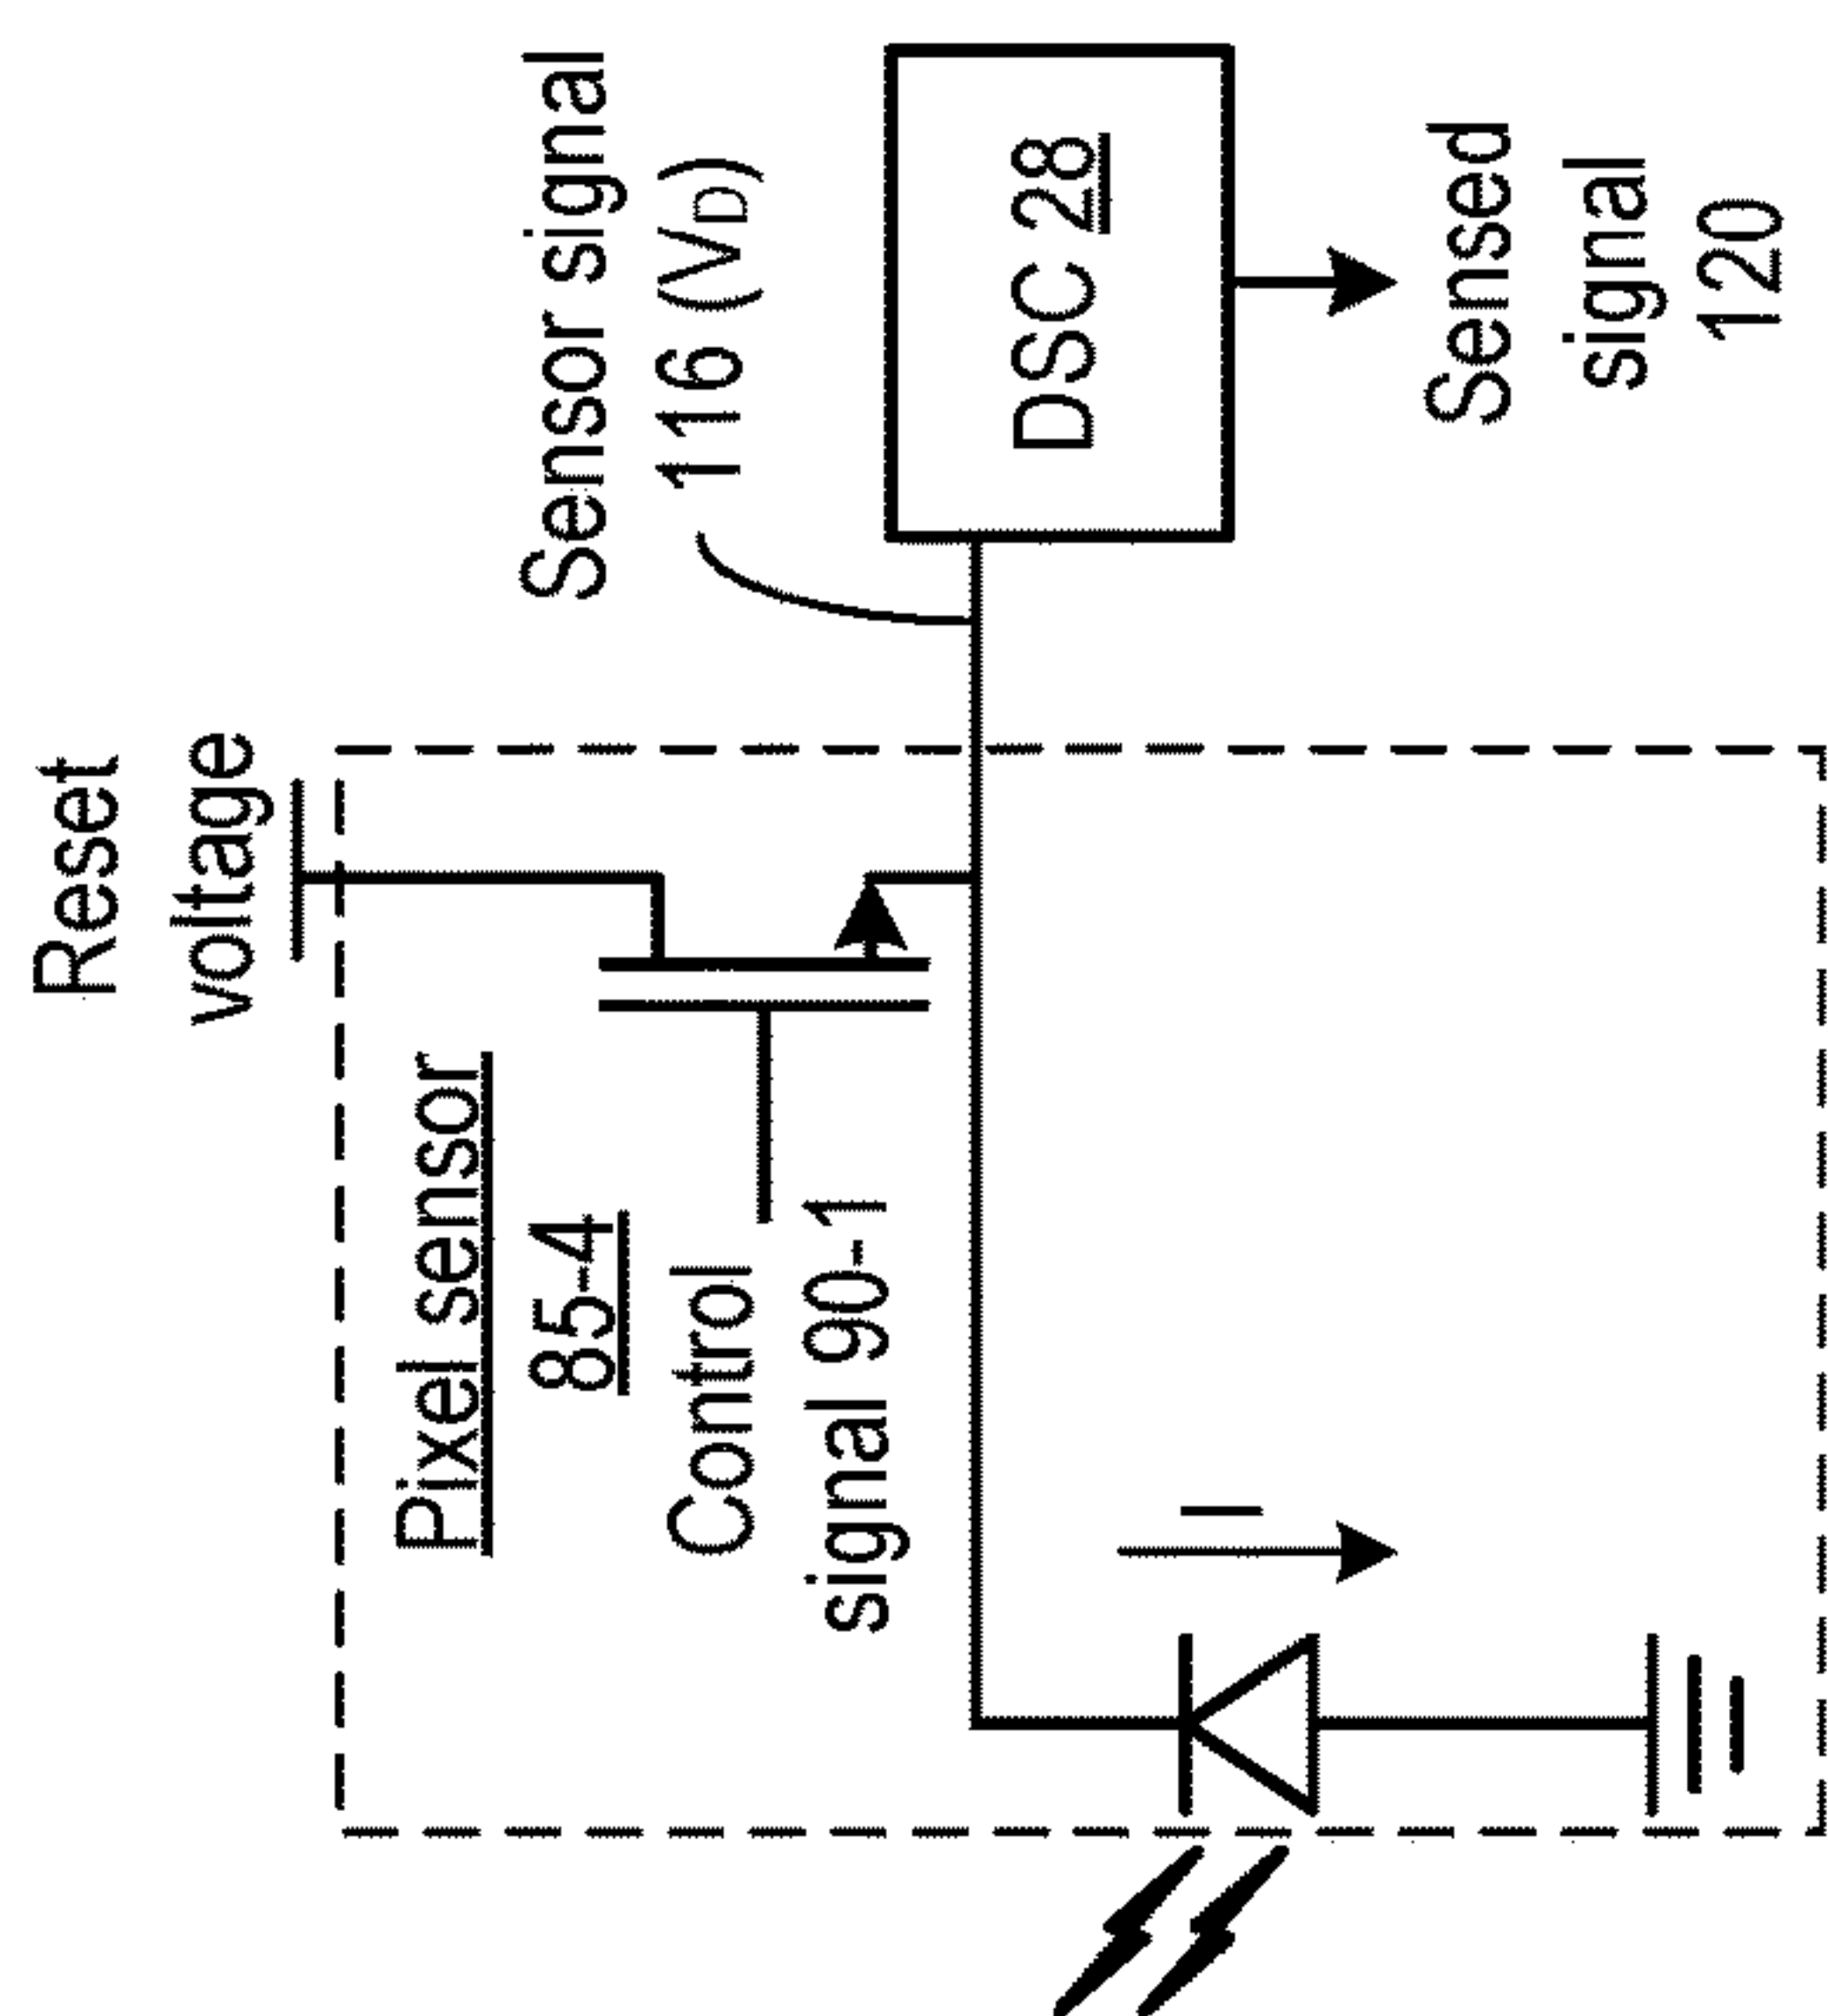 Reset
voltage
Sensor signal
116 (VD)
Pixel sensor
85-4
Control
signal 90-1
DSC 28
I
Sensed
signal
120